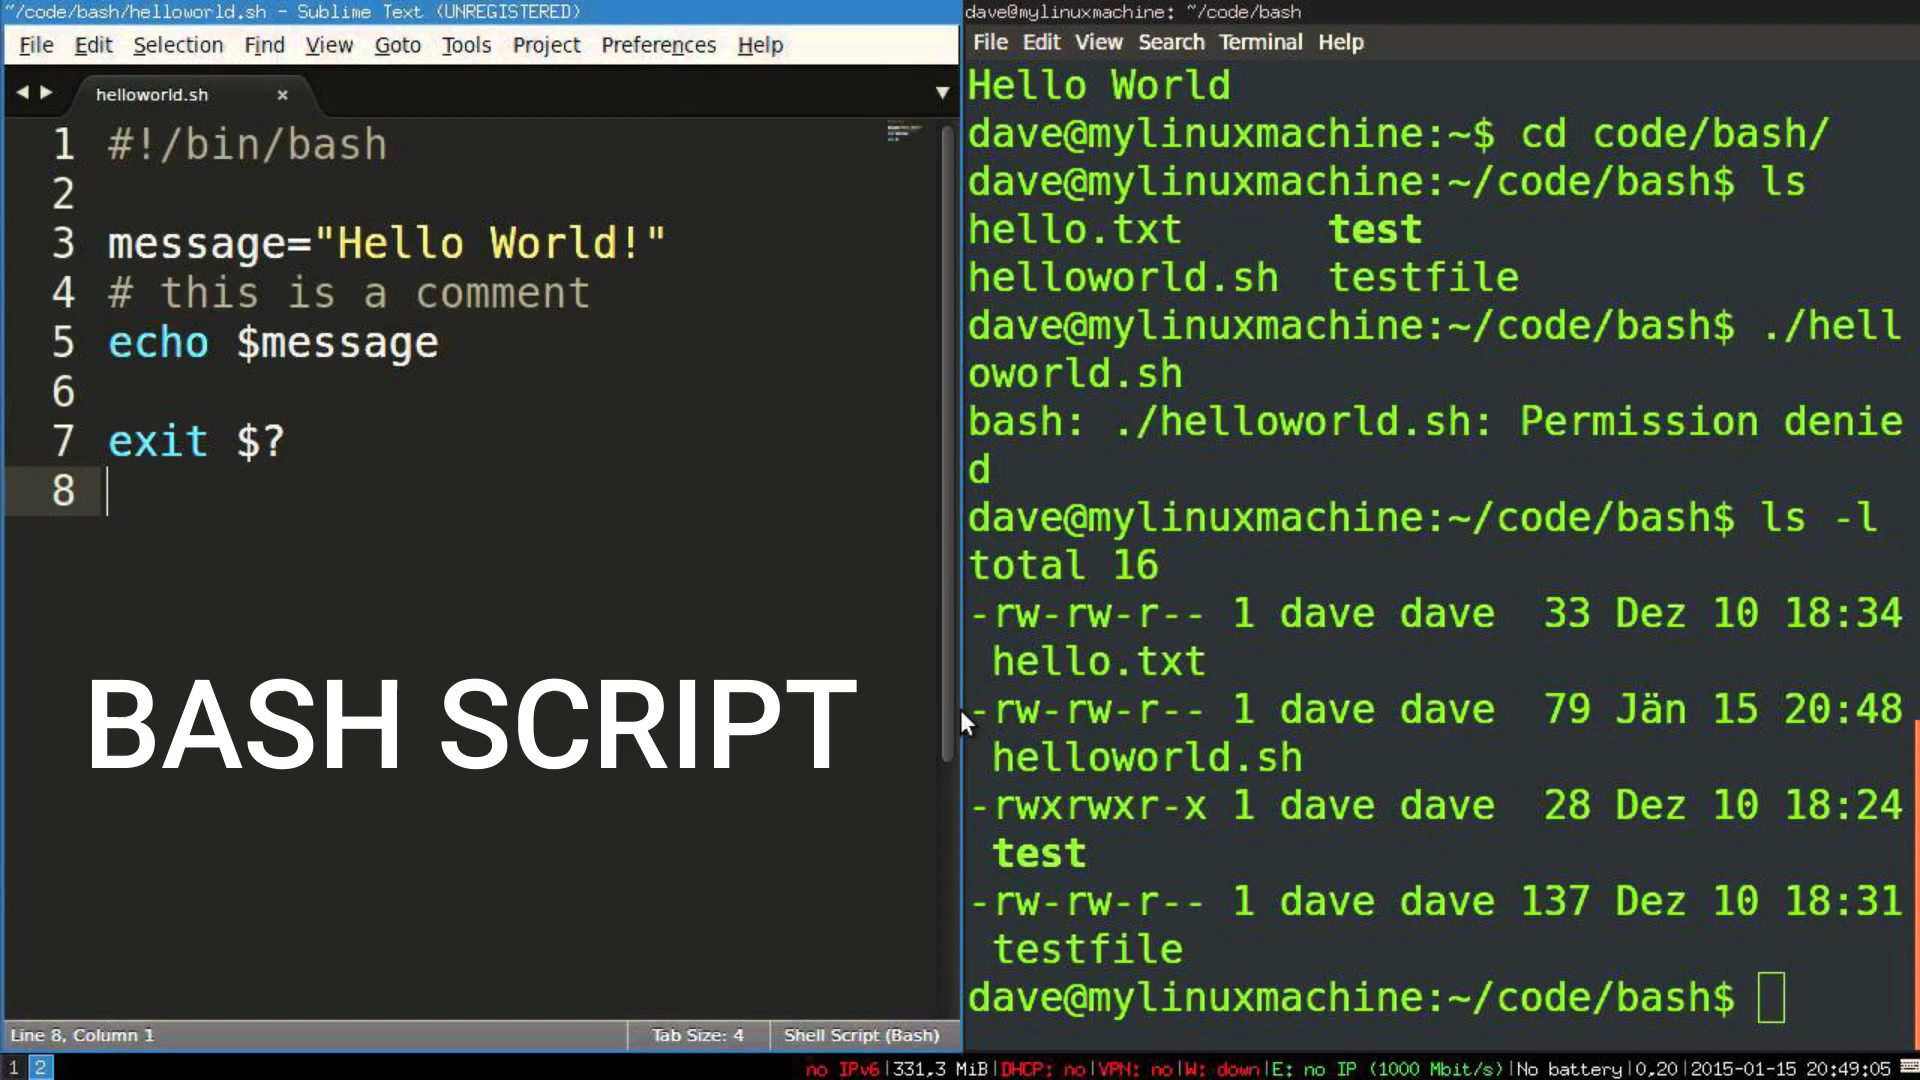 ~/code/bash/helloworld.sh - Sublime Text (UNREGISTERED)
File Edit Selection Find View Goto Tools Project Preferences Help
helloworld.sh ×
1 #!/bin/bash
2
3 message="Hello World!"
4 # this is a comment
5 echo $message
6
7 exit $?
8
BASH SCRIPT
Line 8, Column 1 Tab Size: 4 Shell Script (Bash)
dave@mylinuxmachine: ~/code/bash
File Edit View Search Terminal Help
Hello World
dave@mylinuxmachine:~$ cd code/bash/
dave@mylinuxmachine:~/code/bash$ ls
hello.txt test
helloworld.sh testfile
dave@mylinuxmachine:~/code/bash$ ./hell
oworld.sh
bash: ./helloworld.sh: Permission denie
d
dave@mylinuxmachine:~/code/bash$ ls -l
total 16
-rw-rw-r-- 1 dave dave 33 Dez 10 18:34
hello.txt
-rw-rw-r-- 1 dave dave 79 Jän 15 20:48
helloworld.sh
-rwxrwxr-x 1 dave dave 28 Dez 10 18:24
test
-rw-rw-r-- 1 dave dave 137 Dez 10 18:31
testfile
dave@mylinuxmachine:~/code/bash$
1 2 no IPv6|331,3 MiB|DHCP: no|VPN: no|W: down|E: no IP (1000 Mbit/s)|No battery|0,20|2015-01-15 20:49:05